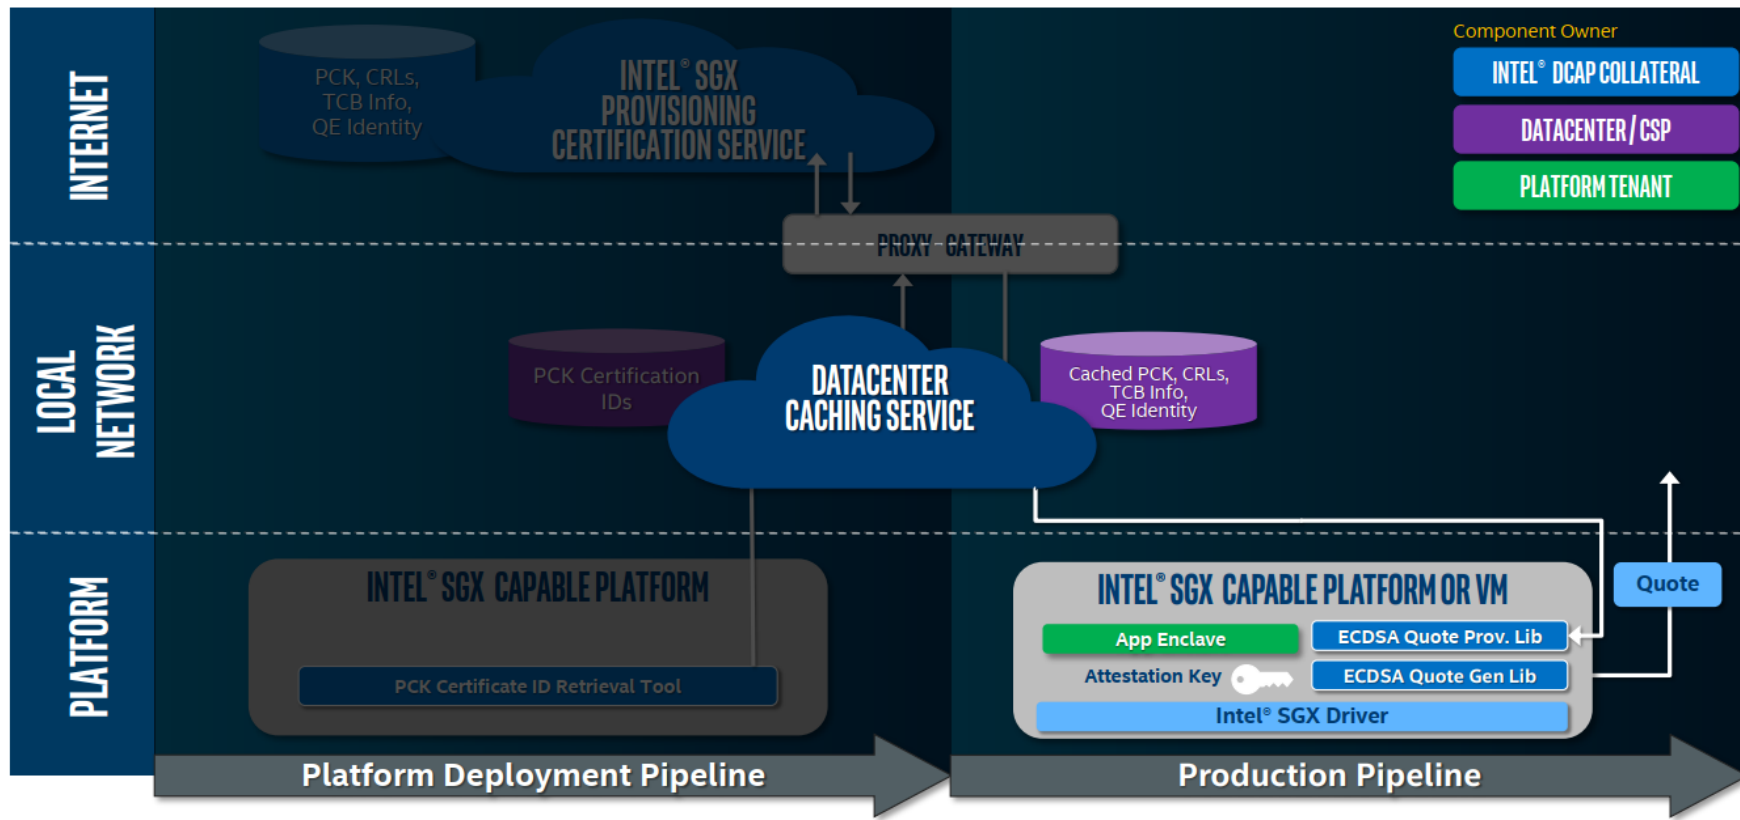 INTERNET
PCK, CRLs,
TCB Info,
QE Identity
INTEL® SGX
PROVISIONING
CERTIFICATION SERVICE
Component Owner
INTEL® DCAP COLLATERAL
DATACENTER / CSP
PLATFORM TENANT
PROXY GATEWAY
LOCAL
NETWORK
PCK Certification
IDs
DATACENTER
CACHING SERVICE
Cached PCK, CRLs,
TCB Info,
QE Identity
PLATFORM
INTEL® SGX CAPABLE PLATFORM
PCK Certificate ID Retrieval Tool
INTEL® SGX CAPABLE PLATFORM OR VM
App Enclave
ECDSA Quote Prov. Lib
Attestation Key
ECDSA Quote Gen Lib
Intel® SGX Driver
Quote
Platform Deployment Pipeline
Production Pipeline